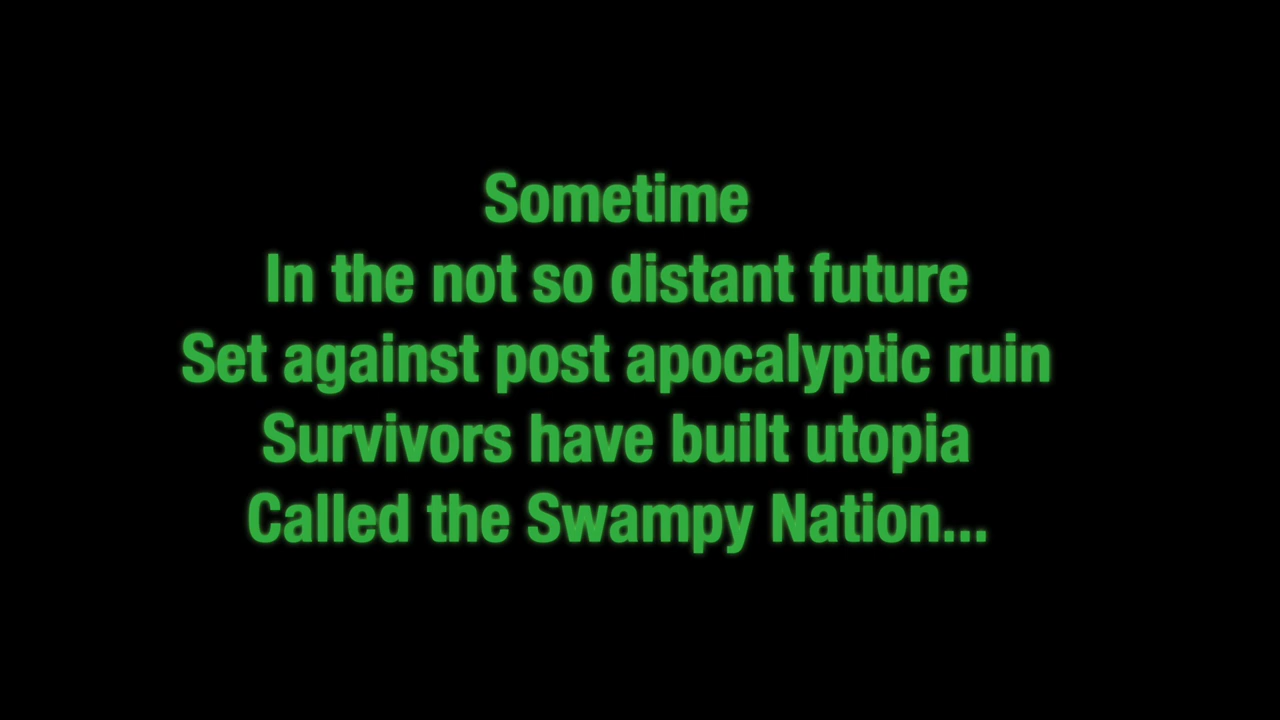 Sometime
In the not so distant future
Set against post apocalyptic ruin
Survivors have built utopia
Called the Swampy Nation...